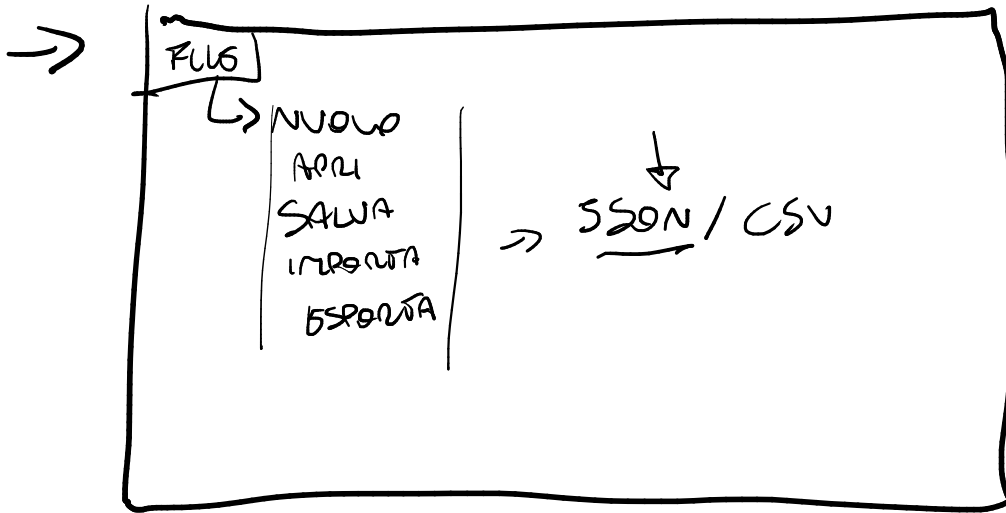 FILE
NUOVO
APRI
SALVA
IMPORTA
ESPORTA
JSON / CSV